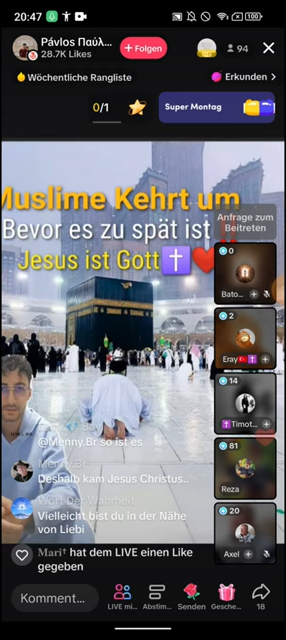 20:47
100
Pávlos Παύλ...
28.7K Likes
+ Folgen
94
Wöchentliche Rangliste
Erkunden >
0/1
Super Montag
Muslime Kehrt um
Bevor es zu spät ist !!
Jesus ist Gott✝️❤️
Anfrage zum
Beitreten
0
Bato...
2
Eray 🇹🇷 ✝️
14
✝️Timot...
81
Reza
20
Axel
@Menny.Br so ist es
Menny.Br
Deshalb kam Jesus Christus..
Wort Der Wahrheit
Vielleicht bist du in der Nähe
von Liebi
Mari† hat dem LIVE einen Like
gegeben
Komment...
LIVE mi...
Abstim...
Senden
Gesche...
18